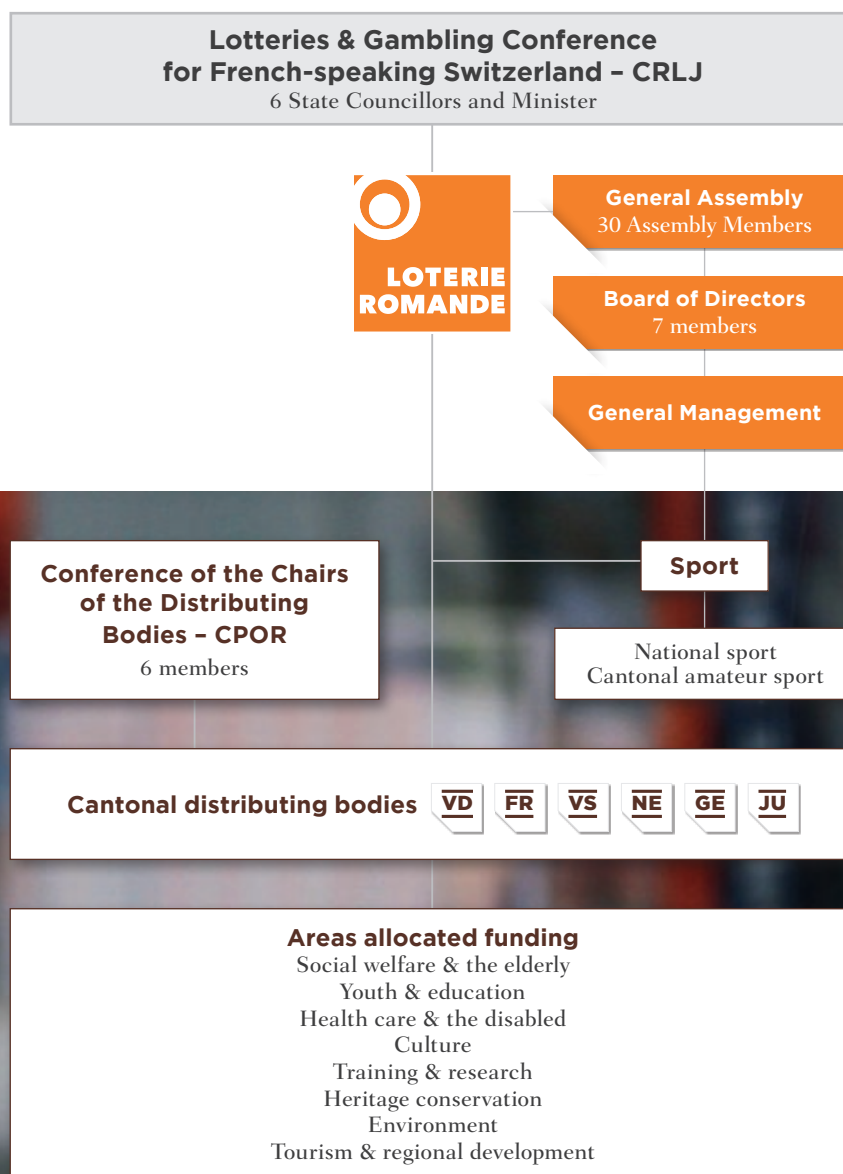 Lotteries & Gambling Conference
for French-speaking Switzerland – CRLJ
6 State Councillors and Minister
LOTERIE
ROMANDE
General Assembly
30 Assembly Members
Board of Directors
7 members
General Management
Conference of the Chairs
of the Distributing
Bodies – CPOR
6 members
Sport
National sport
Cantonal amateur sport
Cantonal distributing bodies VD FR VS NE GE JU
Areas allocated funding
Social welfare & the elderly
Youth & education
Health care & the disabled
Culture
Training & research
Heritage conservation
Environment
Tourism & regional development